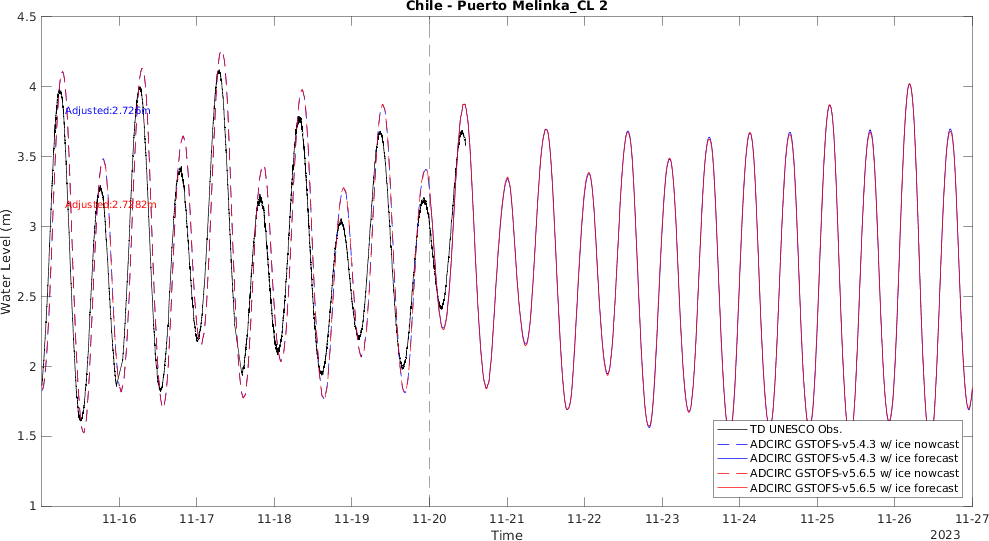 Chile - Puerto Melinka_CL 2
4.5
4
3.5
3
2.5
2
1.5
1
Water Level (m)
Adjusted:2.726m
Adjusted:2.7282m
TD UNESCO Obs.
ADCIRC GSTOFS-v5.4.3 w/ ice nowcast
ADCIRC GSTOFS-v5.4.3 w/ ice forecast
ADCIRC GSTOFS-v5.6.5 w/ ice nowcast
ADCIRC GSTOFS-v5.6.5 w/ ice forecast
11-16 11-17 11-18 11-19 11-20 11-21 11-22 11-23 11-24 11-25 11-26 11-27
Time
2023